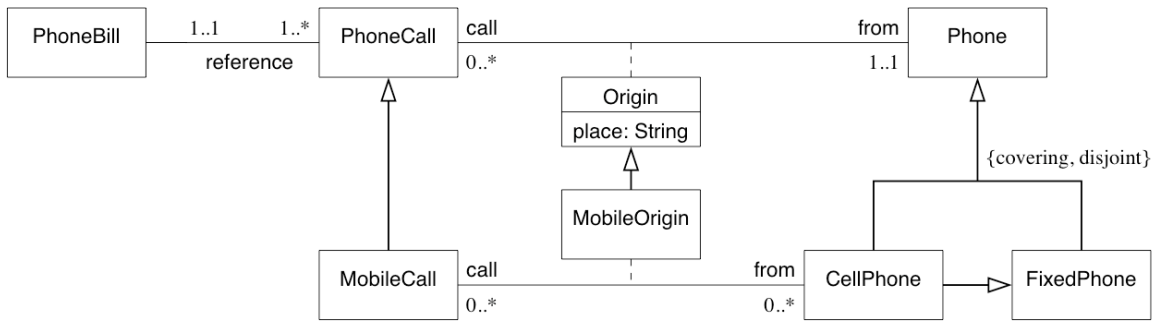 PhoneBill
1..1
1..*
reference
PhoneCall
call
0..*
from
1..1
Phone
Origin
place: String
{covering, disjoint}
MobileOrigin
MobileCall
call
0..*
from
0..*
CellPhone
FixedPhone